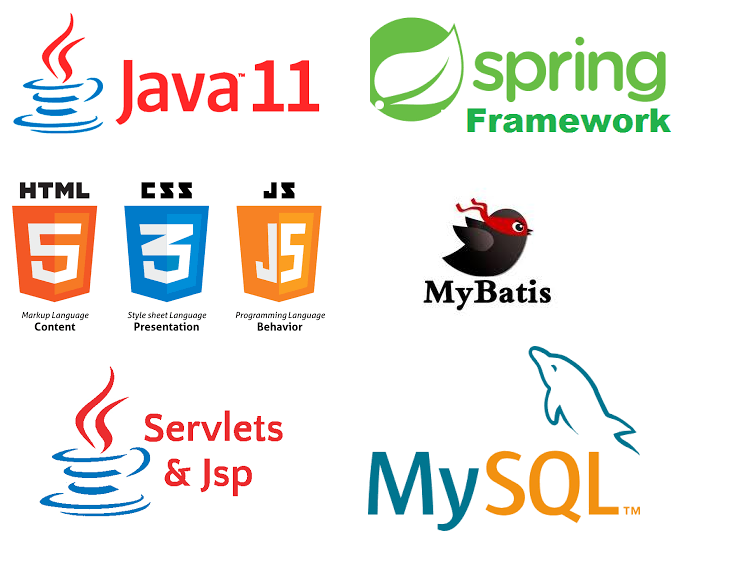 Java™ 11
spring
Framework
HTML
5
Markup Language
Content
CSS
3
Style sheet Language
Presentation
JS
JS
Programming Language
Behavior
MyBatis
Servlets
& Jsp
MySQL™